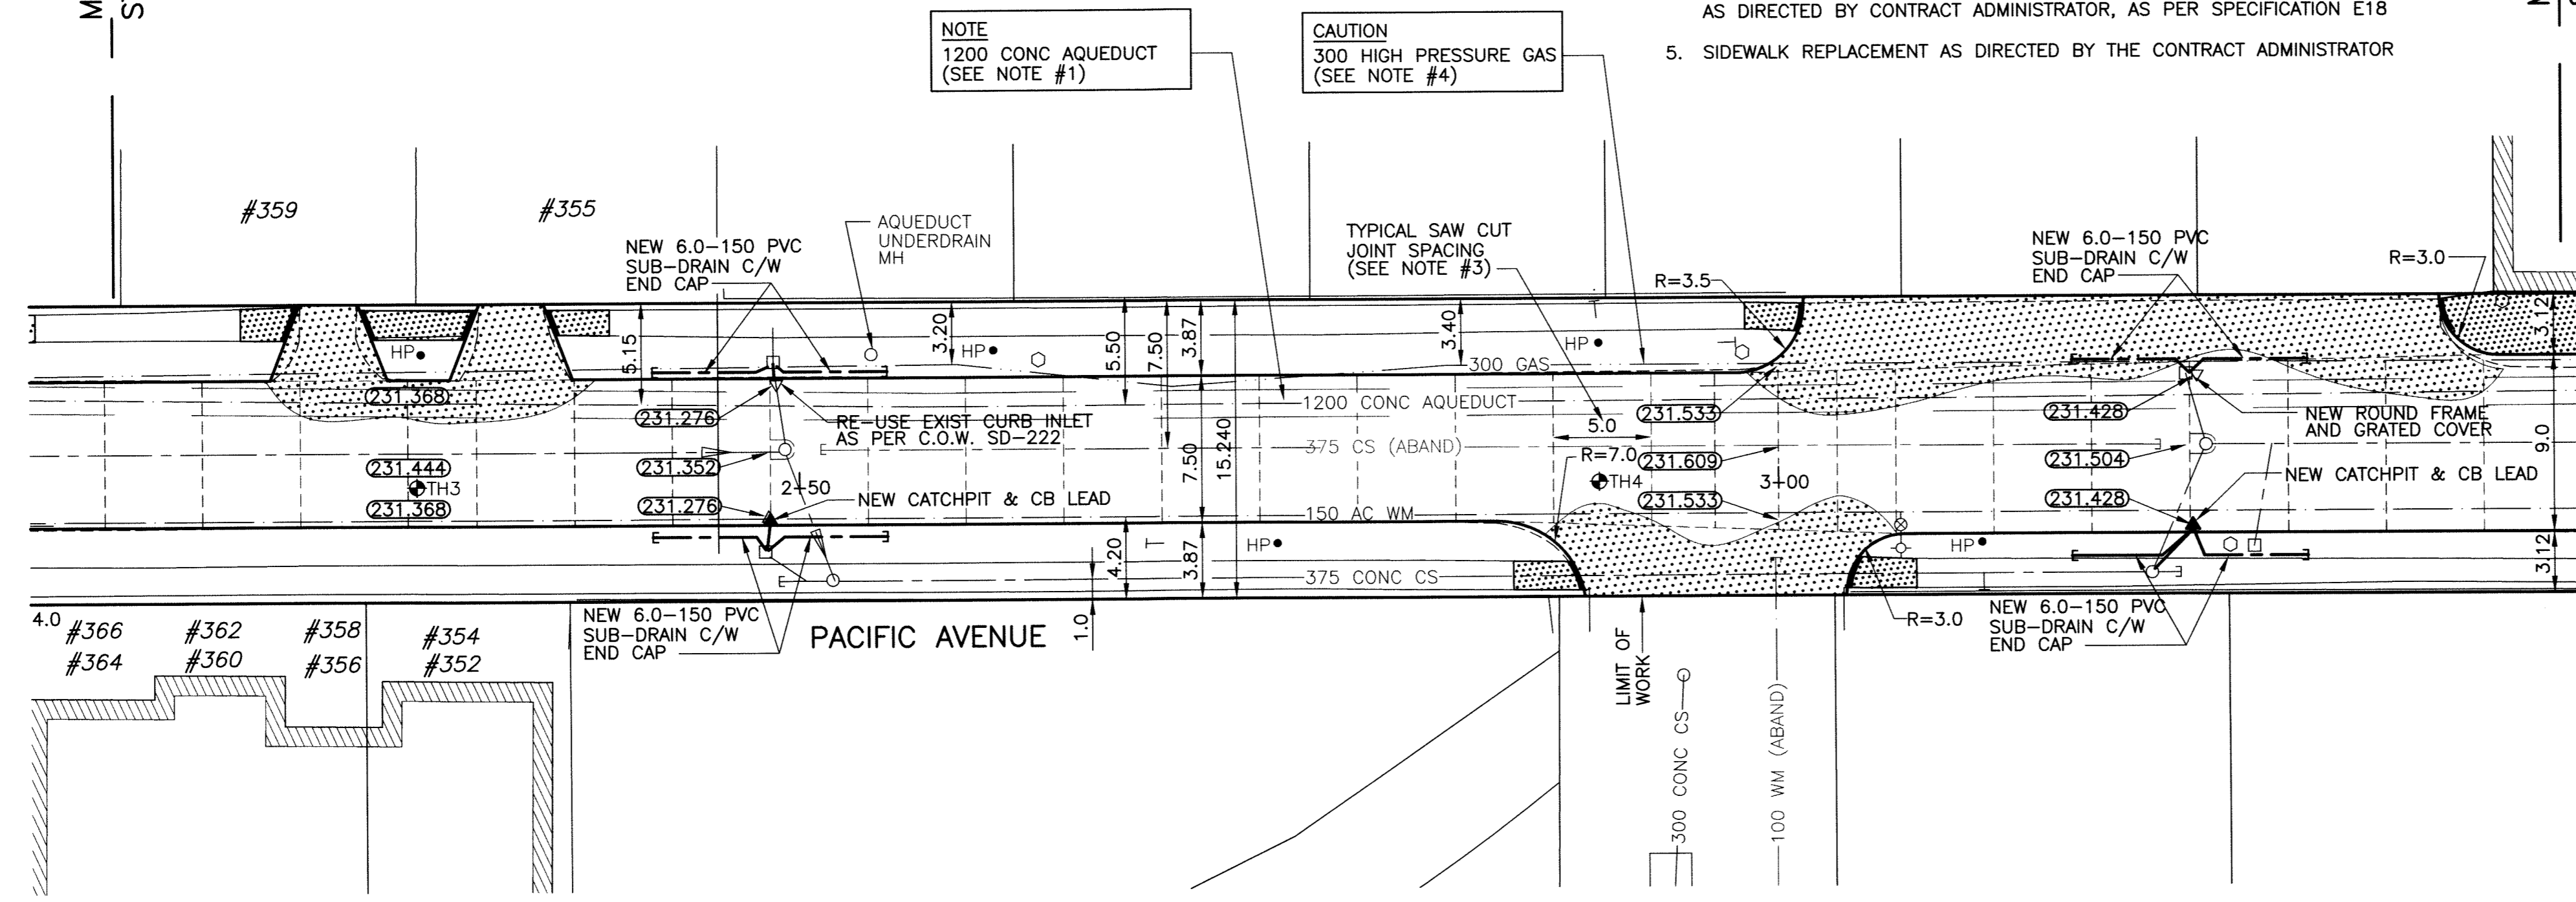 AS DIRECTED BY CONTRACT ADMINISTRATOR, AS PER SPECIFICATION E18
5. SIDEWALK REPLACEMENT AS DIRECTED BY THE CONTRACT ADMINISTRATOR
NOTE
1200 CONC AQUEDUCT
(SEE NOTE #1)
CAUTION
300 HIGH PRESSURE GAS
(SEE NOTE #4)
#359
#355
NEW 6.0-150 PVC
SUB-DRAIN C/W
END CAP
AQUEDUCT
UNDERDRAIN
MH
TYPICAL SAW CUT
JOINT SPACING
(SEE NOTE #3)
R=3.5
NEW 6.0-150 PVC
SUB-DRAIN C/W
END CAP
R=3.0
HP
5.15
3.20
HP
5.50
7.50
3.87
3.40
HP
3.12
300 GAS
231.368
231.276
RE-USE EXIST CURB INLET
AS PER C.O.W. SD-222
1200 CONC AQUEDUCT
231.533
231.428
NEW ROUND FRAME
AND GRATED COVER
5.0
375 CS (ABAND)
R=7.0
231.444
231.352
7.50
15.240
231.609
231.504
9.0
TH3
2+50
TH4
3+00
NEW CATCHPIT & CB LEAD
231.368
231.276
NEW CATCHPIT & CB LEAD
231.533
231.428
150 AC WM
HP
HP
4.20
3.87
3.12
375 CONC CS
4.0
#366
#362
#358
#354
#364
#360
#356
#352
NEW 6.0-150 PVC
SUB-DRAIN C/W
END CAP
PACIFIC AVENUE
1.0
LIMIT OF
WORK
R=3.0
NEW 6.0-150 PVC
SUB-DRAIN C/W
END CAP
300 CONC CS
100 WM (ABAND)